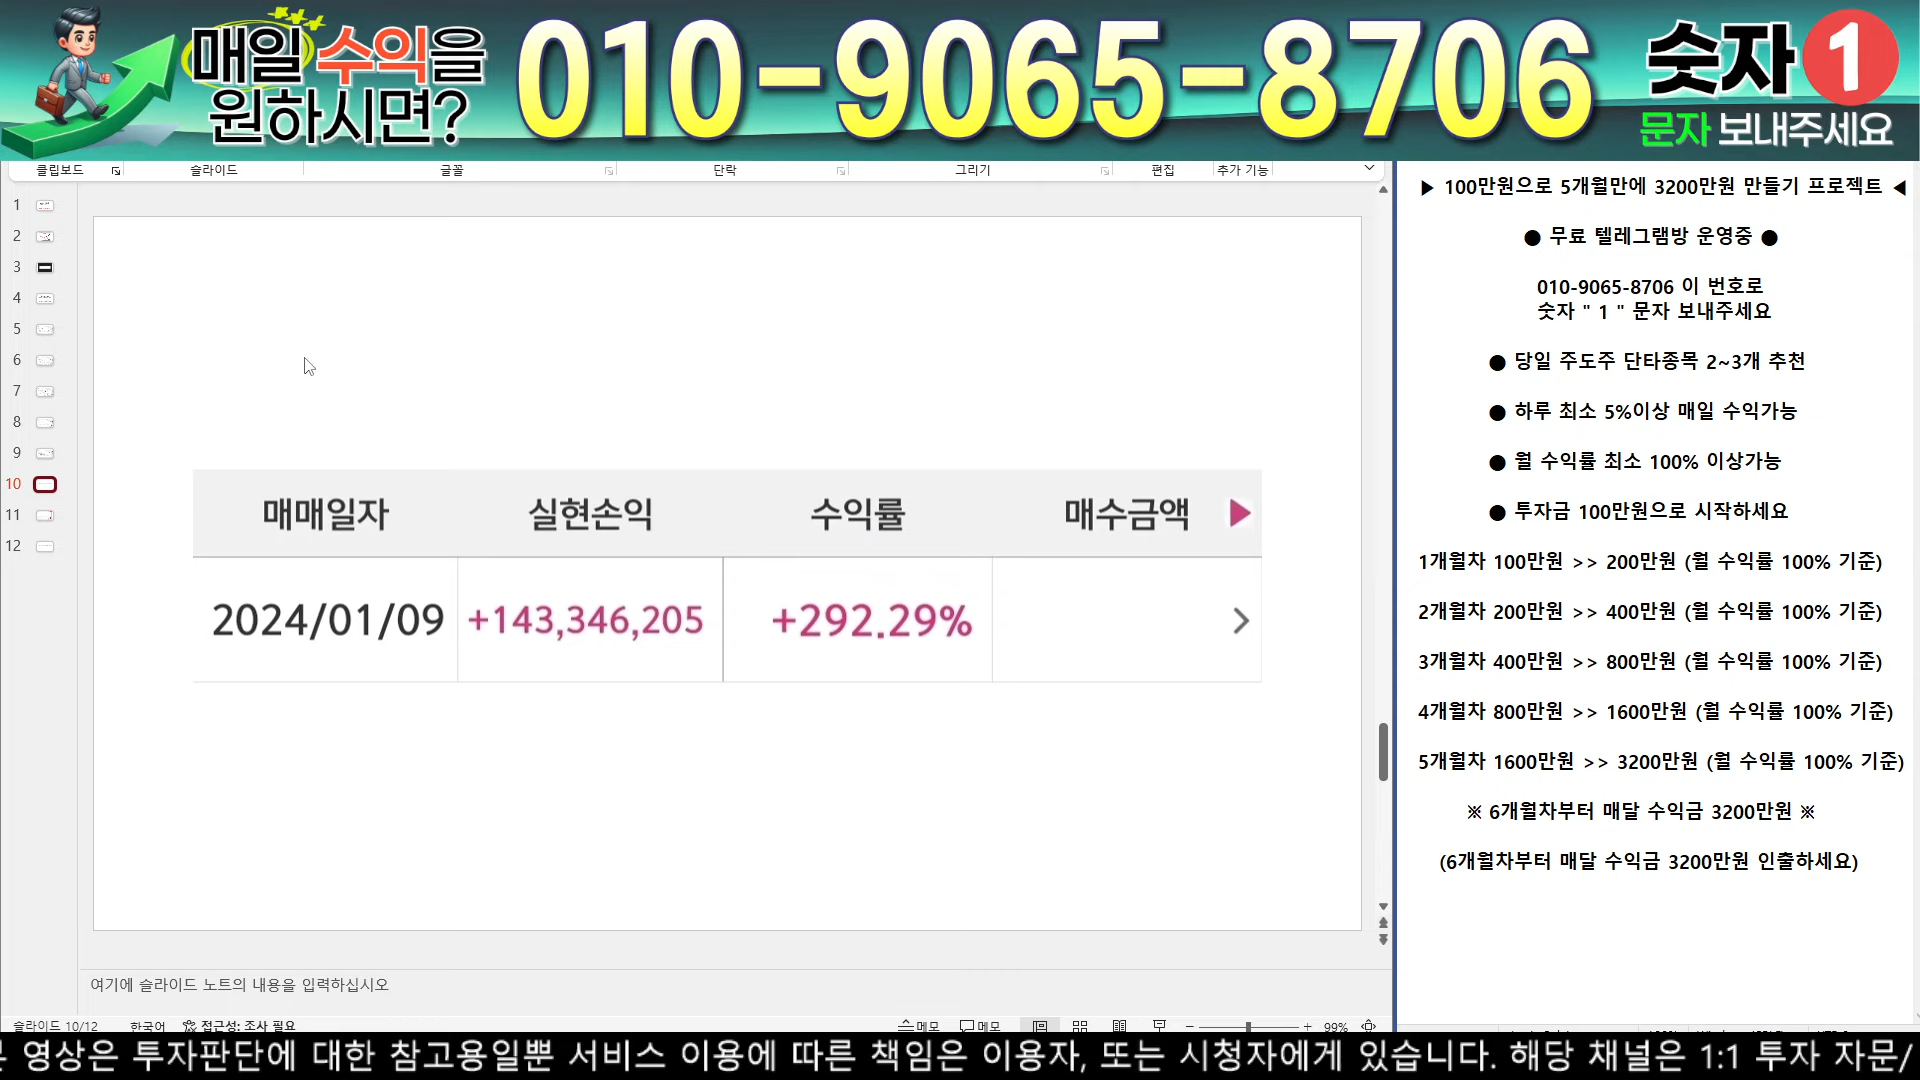 매일 수익을
원하시면?
010-9065-8706
숫자 1
문자 보내주세요
클립보드 슬라이드 글꼴 단락 그리기 편집 추가 기능
1
2
3
4
5
6
7
8
9
10
11
12
매매일자 실현손익 수익률 매수금액
2024/01/09 +143,346,205 +292.29%
여기에 슬라이드 노트의 내용을 입력하십시오
슬라이드 10/12 한국어 접근성: 조사 필요 메모 메모 99%
▶ 100만원으로 5개월만에 3200만원 만들기 프로젝트 ◀
● 무료 텔레그램방 운영중 ●
010-9065-8706 이 번호로
숫자 " 1 " 문자 보내주세요
● 당일 주도주 단타종목 2~3개 추천
● 하루 최소 5%이상 매일 수익가능
● 월 수익률 최소 100% 이상가능
● 투자금 100만원으로 시작하세요
1개월차 100만원 >> 200만원 (월 수익률 100% 기준)
2개월차 200만원 >> 400만원 (월 수익률 100% 기준)
3개월차 400만원 >> 800만원 (월 수익률 100% 기준)
4개월차 800만원 >> 1600만원 (월 수익률 100% 기준)
5개월차 1600만원 >> 3200만원 (월 수익률 100% 기준)
※ 6개월차부터 매달 수익금 3200만원 ※
(6개월차부터 매달 수익금 3200만원 인출하세요)
영상은 투자판단에 대한 참고용일뿐 서비스 이용에 따른 책임은 이용자, 또는 시청자에게 있습니다. 해당 채널은 1:1 투자 자문/